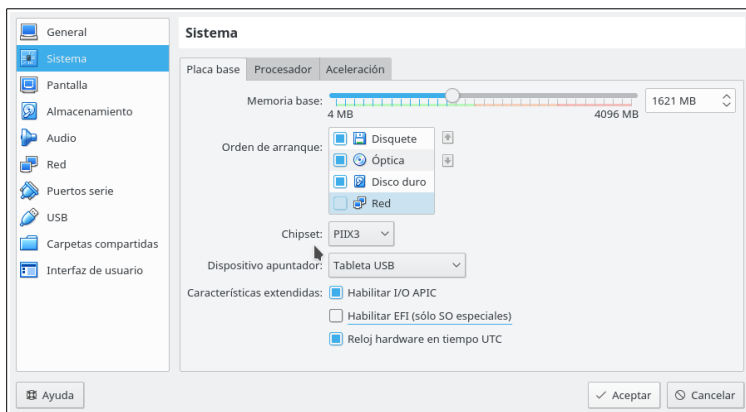 General
Sistema
Pantalla
Almacenamiento
Audio
Red
Puertos serie
USB
Carpetas compartidas
Interfaz de usuario
Sistema
Placa base Procesador Aceleración
Memoria base: 1621 MB
4 MB 4096 MB
Orden de arranque: Disquete
Óptica
Disco duro
Red
Chipset: PIIX3
Dispositivo apuntador: Tableta USB
Características extendidas: Habilitar I/O APIC
Habilitar EFI (sólo SO especiales)
Reloj hardware en tiempo UTC
Ayuda Aceptar Cancelar